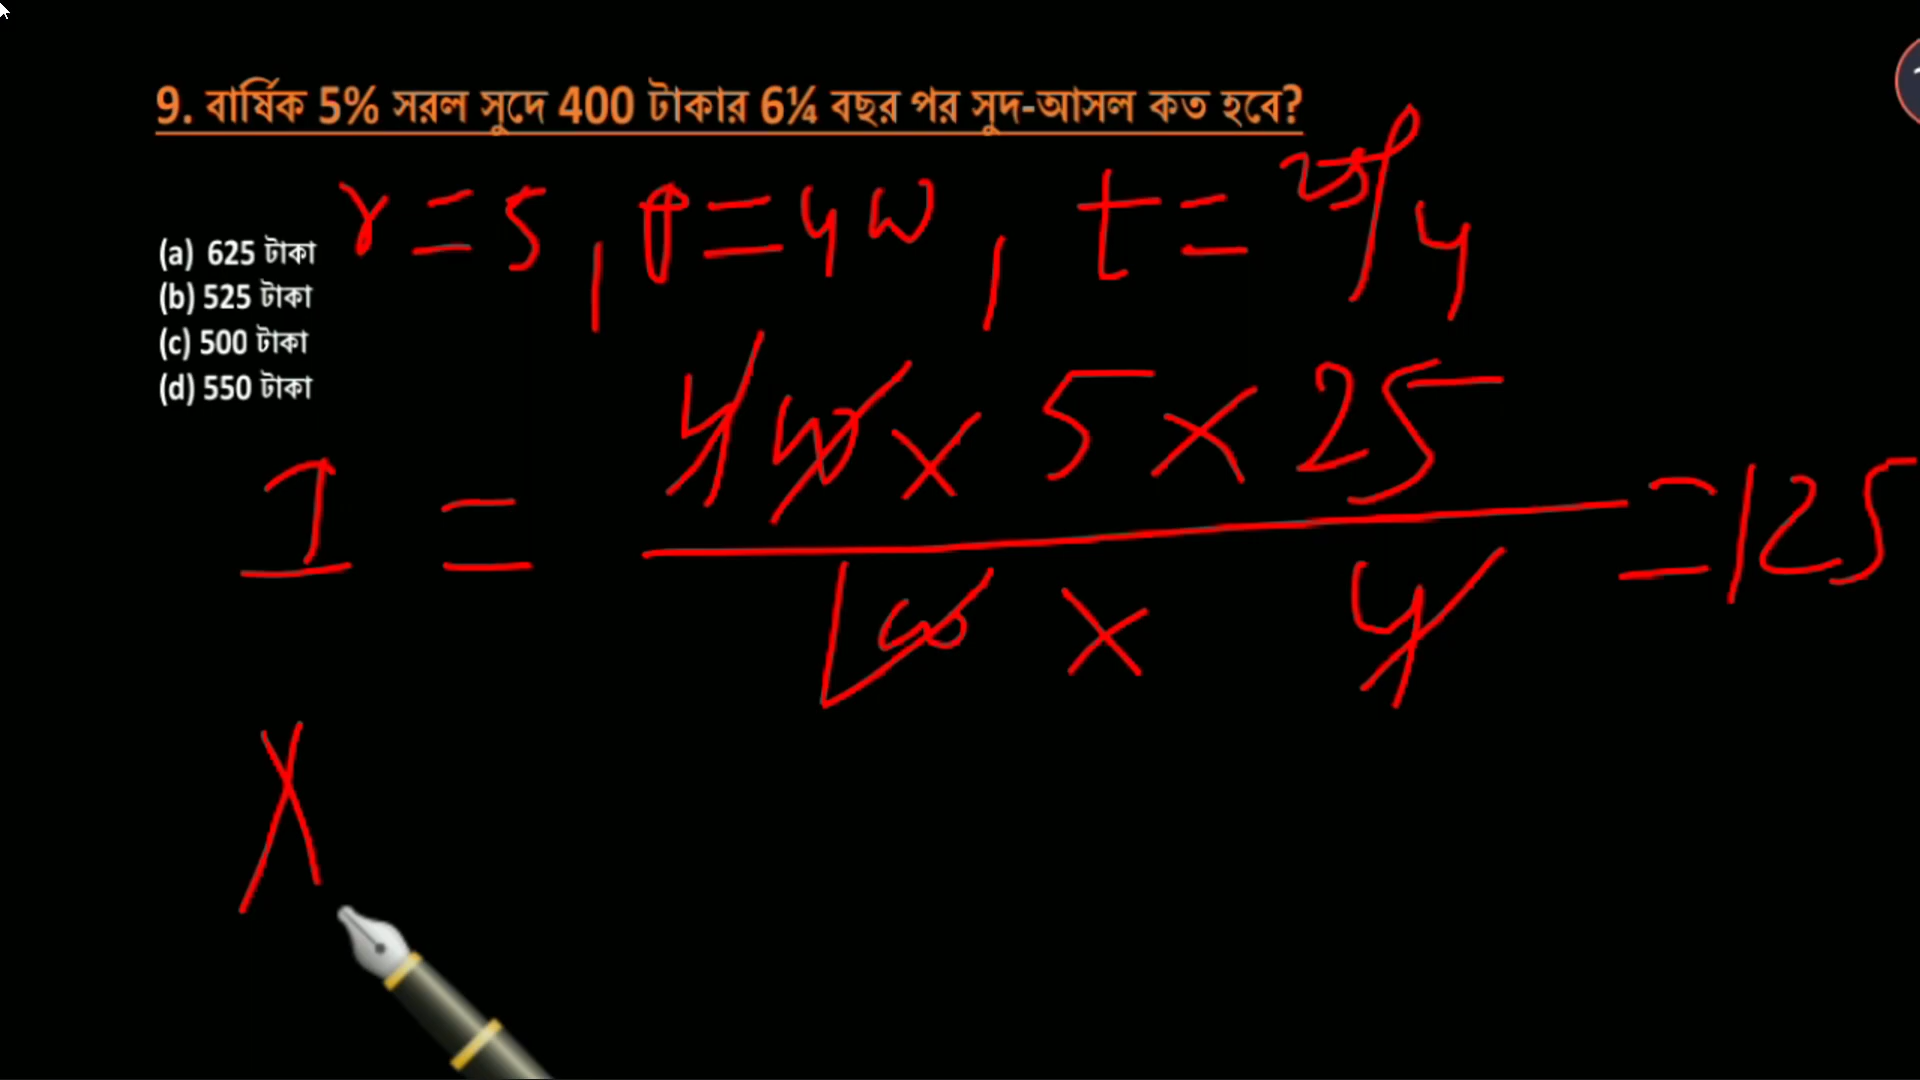 9. বার্ষিক 5% সরল সুদে 400 টাকার 6¼ বছর পর সুদ-আসল কত হবে?
r = 5, P = 400, t = 25/4
(a) 625 টাকা
(b) 525 টাকা
(c) 500 টাকা
(d) 550 টাকা
400 × 5 × 25
I = = 125
100 × 4
X